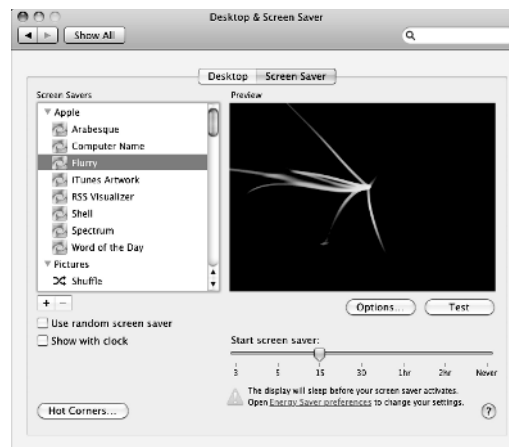 Desktop & Screen Saver
Show All
Desktop Screen Saver
Screen Savers
Preview
Apple
Arabesque
Computer Name
Flurry
iTunes Artwork
RSS Visualizer
Shell
Spectrum
Word of the Day
Pictures
Shuffle
+ −
Options... Test
Use random screen saver
Show with clock
Start screen saver:
3 5 15 30 1hr 2hr Never
The display will sleep before your screen saver activates.
Open Energy Saver preferences to change your settings.
Hot Corners...
?